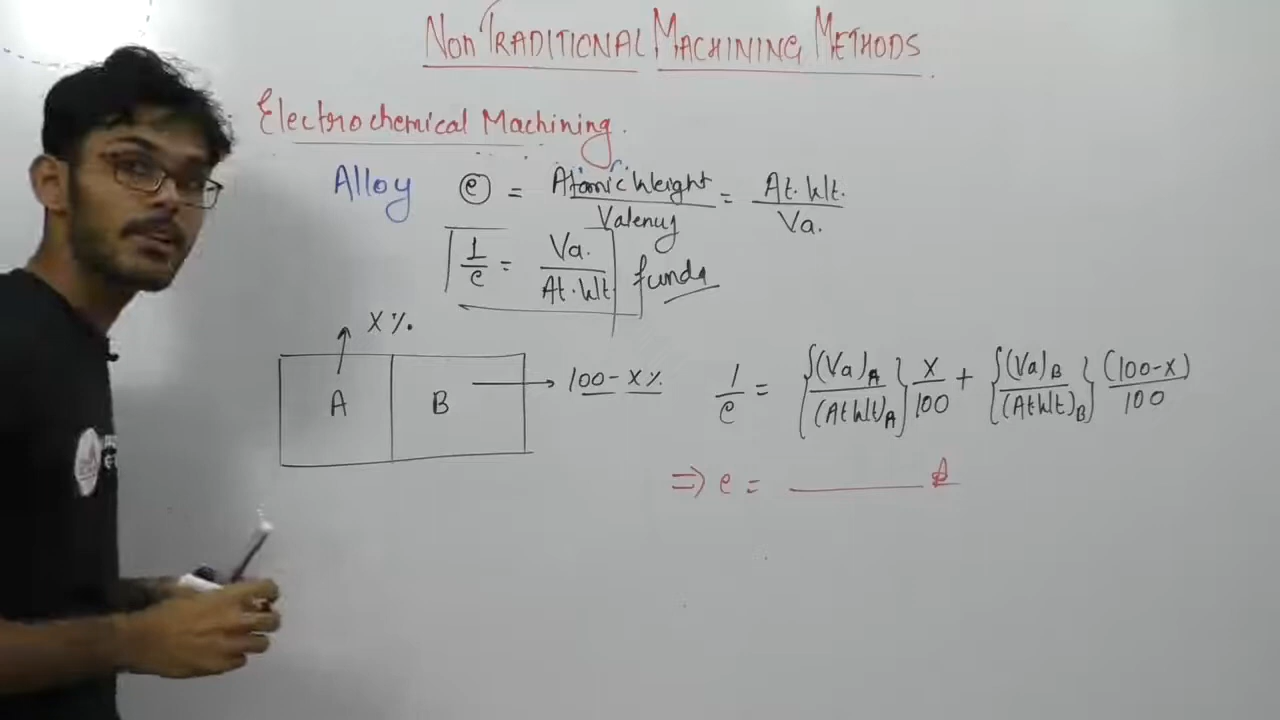 Non TRADITIONAL MACHINING METHODS
Electrochemical Machining.
Alloy e = Atomic Weight / Valency = At. Wt. / Va.
1/e = Va. / At. Wt funda
X %
A B
100 - X %
1/e = {(Va)A / (At Wt)A} X/100 + {(Va)B / (At Wt)B} (100-X)/100
⇒ e =